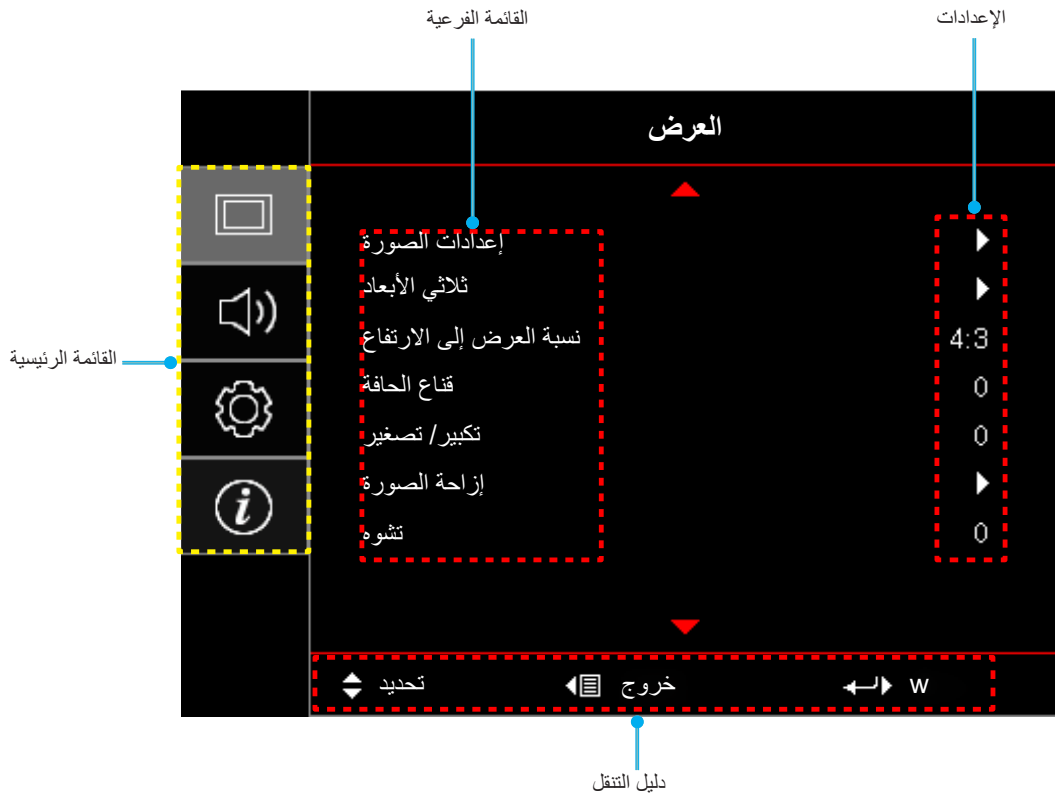 القائمة الفرعية
الإعدادات
العرض
إعدادات الصورة
ثلاثي الأبعاد
نسبة العرض إلى الارتفاع 4:3
قناع الحافة 0
تكبير/ تصغير 0
إزاحة الصورة
تشوه 0
القائمة الرئيسية
i
تحديد خروج w
دليل التنقل